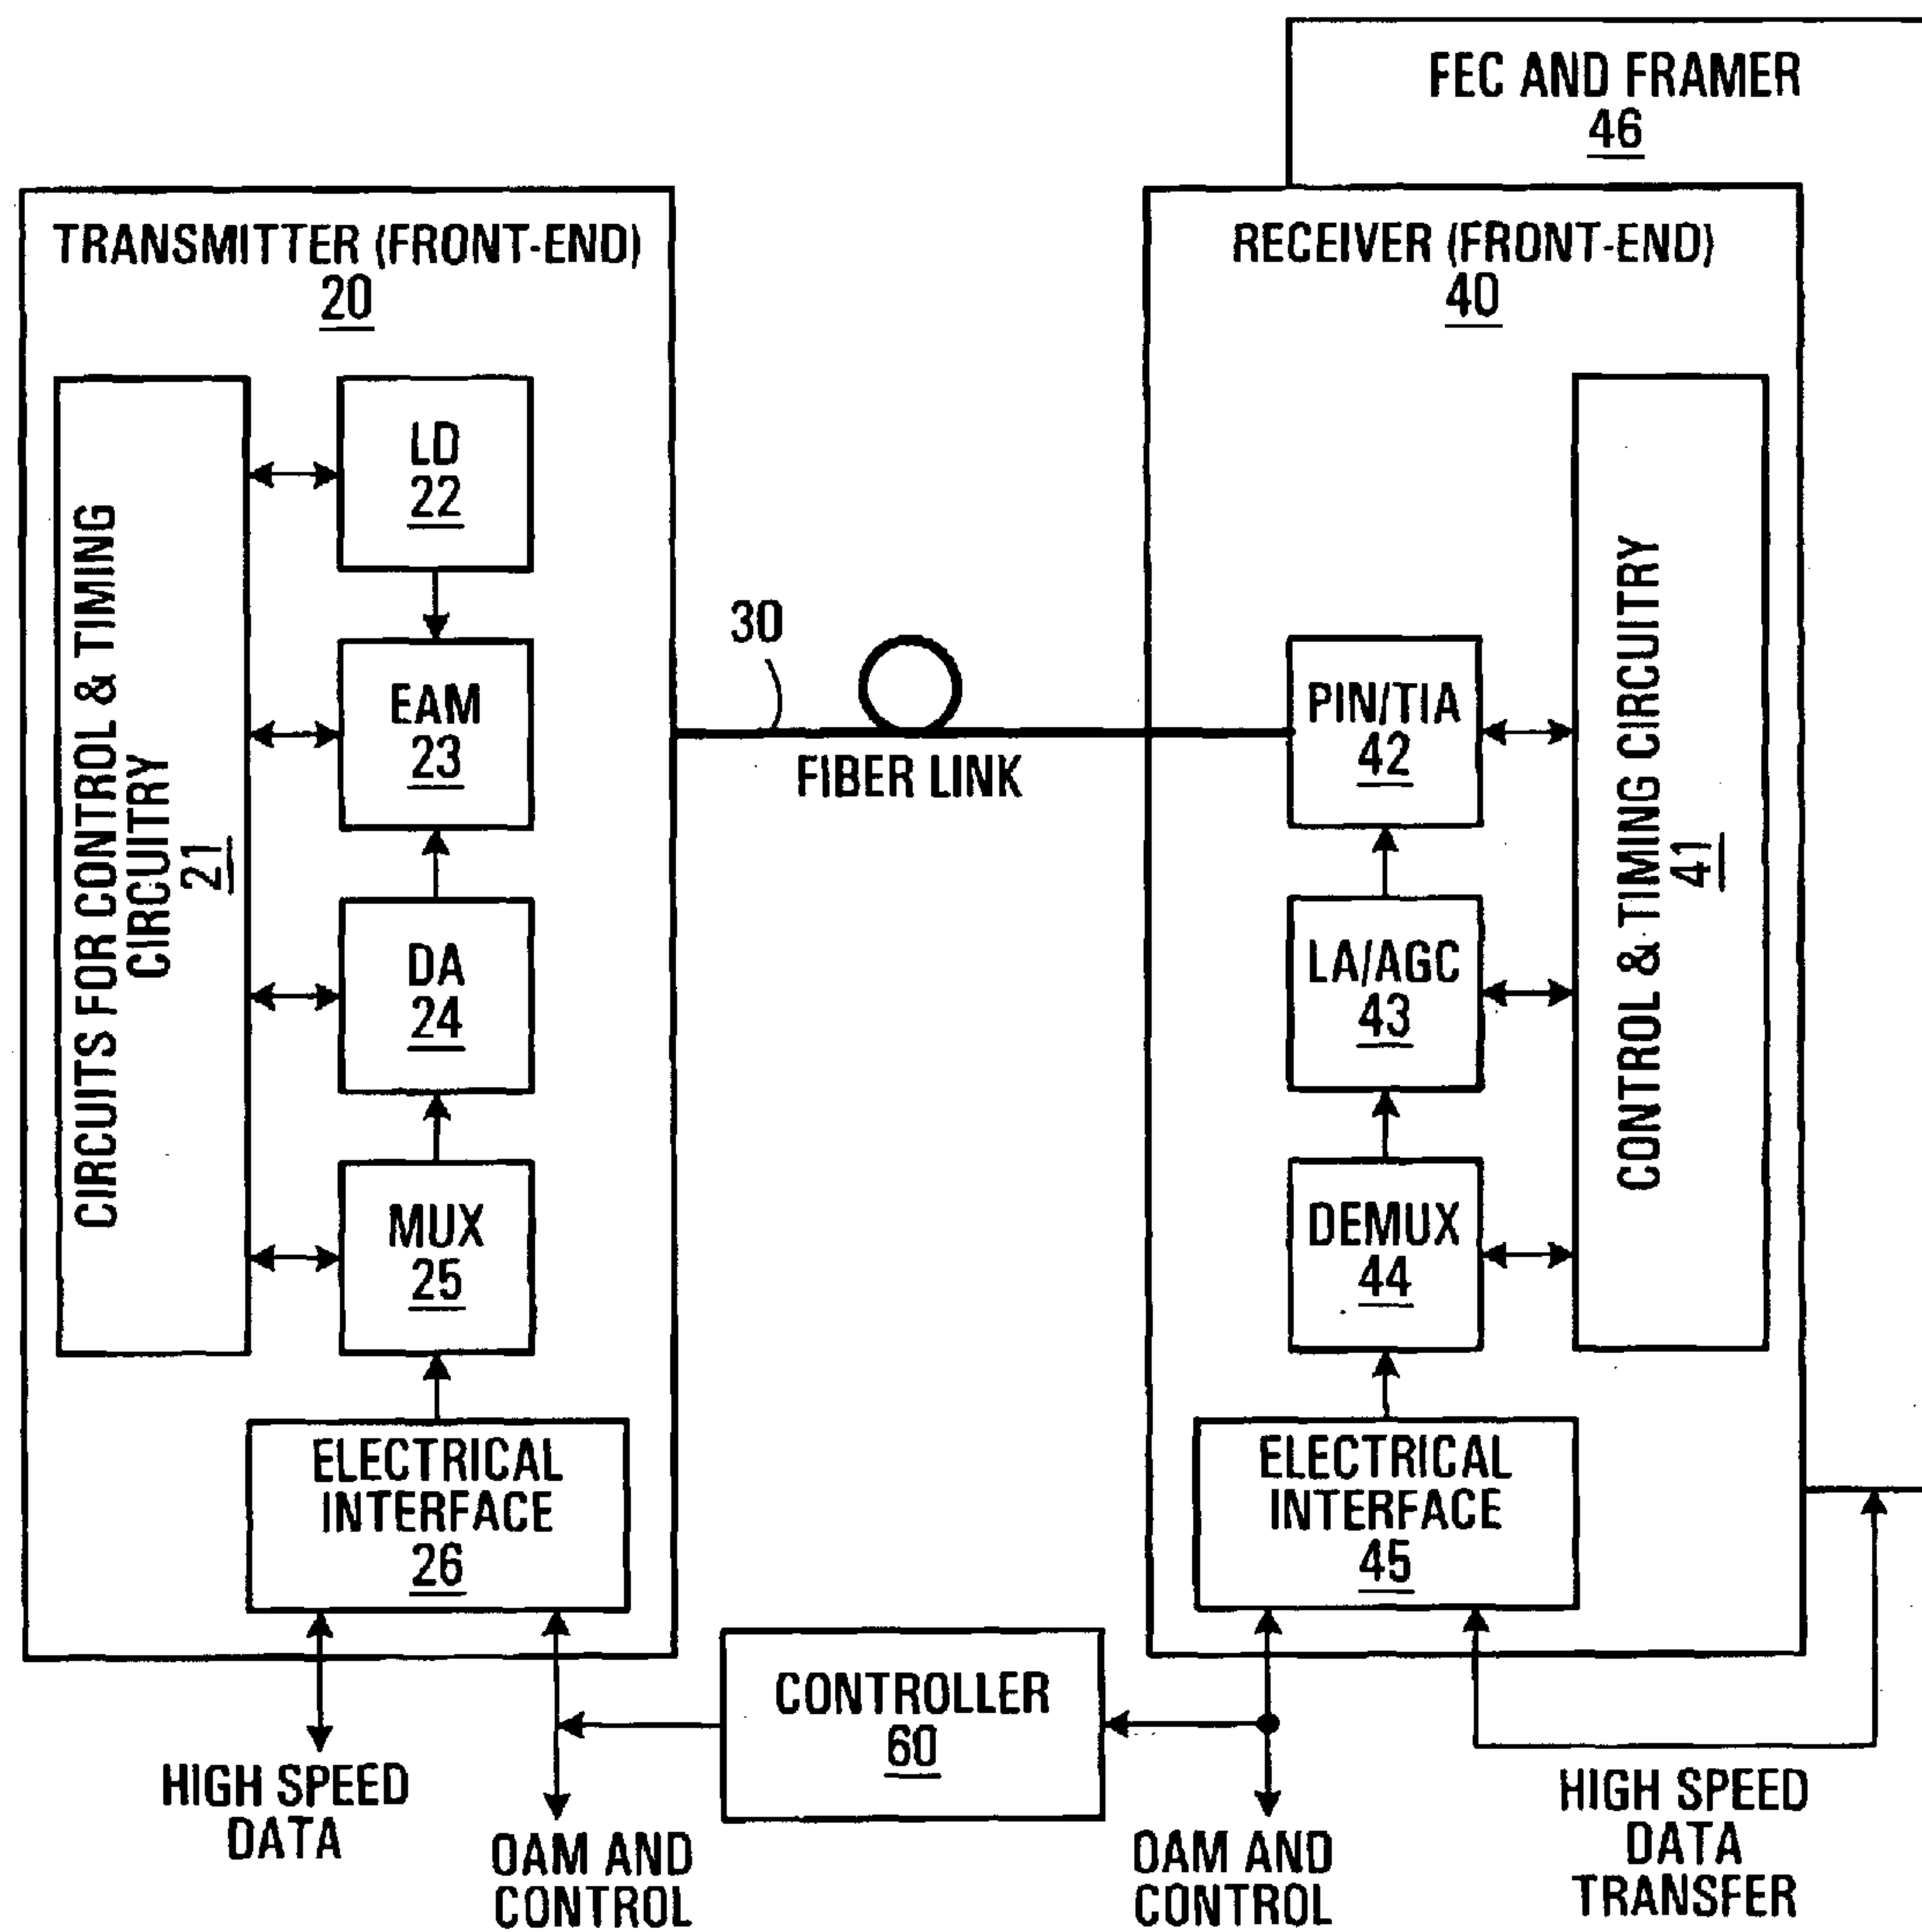 FEC AND FRAMER
46
TRANSMITTER (FRONT-END)
20
RECEIVER (FRONT-END)
40
CIRCUITS FOR CONTROL & TIMING
CIRCUITRY
21
LD
22
EAM
23
DA
24
MUX
25
ELECTRICAL
INTERFACE
26
30
FIBER LINK
PIN/TIA
42
LA/AGC
43
DEMUX
44
ELECTRICAL
INTERFACE
45
CONTROL & TIMING CIRCUITRY
41
CONTROLLER
60
HIGH SPEED
DATA
OAM AND
CONTROL
OAM AND
CONTROL
HIGH SPEED
DATA
TRANSFER